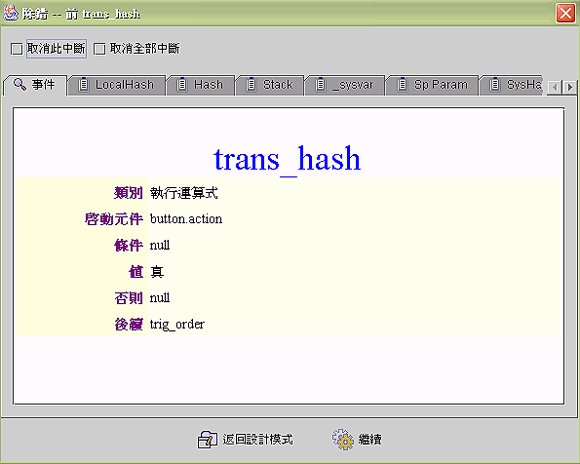 除錯 -- 前 trans_hash
取消此中斷 取消全部中斷
事件 LocalHash Hash Stack _sysvar Sp Param SysHa
trans_hash
類別 執行運算式
啓動元件 button.action
條件 null
值 真
否則 null
後續 trig_order
返回設計模式 繼續